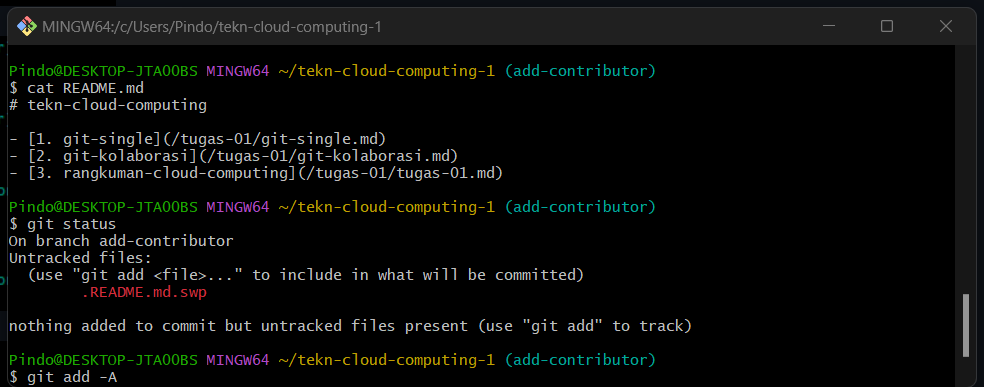 MINGW64:/c/Users/Pindo/tekn-cloud-computing-1
Pindo@DESKTOP-JTAO0BS MINGW64 ~/tekn-cloud-computing-1 (add-contributor)
$ cat README.md
# tekn-cloud-computing
- [1. git-single](/tugas-01/git-single.md)
- [2. git-kolaborasi](/tugas-01/git-kolaborasi.md)
- [3. rangkuman-cloud-computing](/tugas-01/tugas-01.md)
Pindo@DESKTOP-JTAO0BS MINGW64 ~/tekn-cloud-computing-1 (add-contributor)
$ git status
On branch add-contributor
Untracked files:
  (use "git add <file>..." to include in what will be committed)
        .README.md.swp
nothing added to commit but untracked files present (use "git add" to track)
Pindo@DESKTOP-JTAO0BS MINGW64 ~/tekn-cloud-computing-1 (add-contributor)
$ git add -A